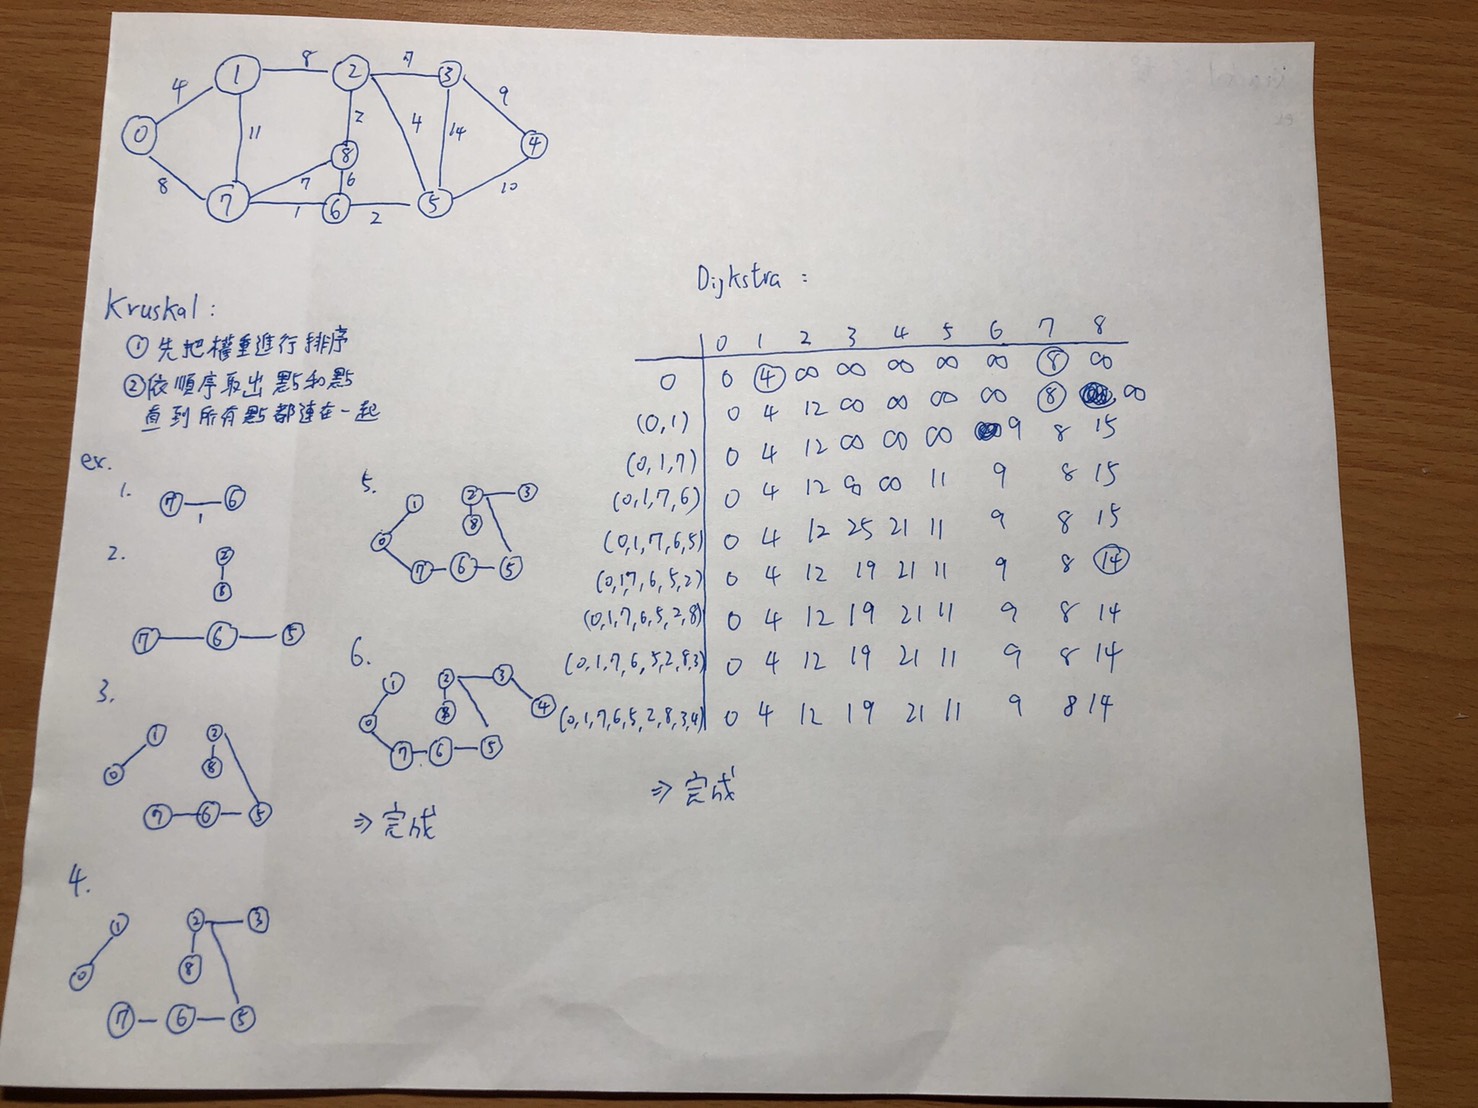 4 8 7 9
1 2 3
11 2 4 14
0 8 4
8 7 6 10
7 1 6 2 5
Kruskal:
① 先把權重進行排序
② 依順序取出點和點
直到所有點都連在一起
ex.
1.
7 6
1
2.
2
8
7 6 5
3.
1 2
0 8
7 6 5
4.
1 2 3
0 8
7 6 5
5.
1 2 3
8
0
7 6 5
6.
1 2 3
8 4
0
7 6 5
⇒ 完成
Dijkstra :
0 1 2 3 4 5 6 7 8
0 0 ④ ∞ ∞ ∞ ∞ ∞ ⑧ ∞
(0,1) 0 4 12 ∞ ∞ ∞ ∞ ⑧ ∞
(0,1,7) 0 4 12 ∞ ∞ ∞ 9 8 15
(0,1,7,6) 0 4 12 ∞ ∞ 11 9 8 15
(0,1,7,6,5) 0 4 12 25 21 11 9 8 15
(0,1,7,6,5,2) 0 4 12 19 21 11 9 8 ⑭
(0,1,7,6,5,2,8) 0 4 12 19 21 11 9 8 14
(0,1,7,6,5,2,8,3) 0 4 12 19 21 11 9 8 14
(0,1,7,6,5,2,8,3,4) 0 4 12 19 21 11 9 8 14
⇒ 完成